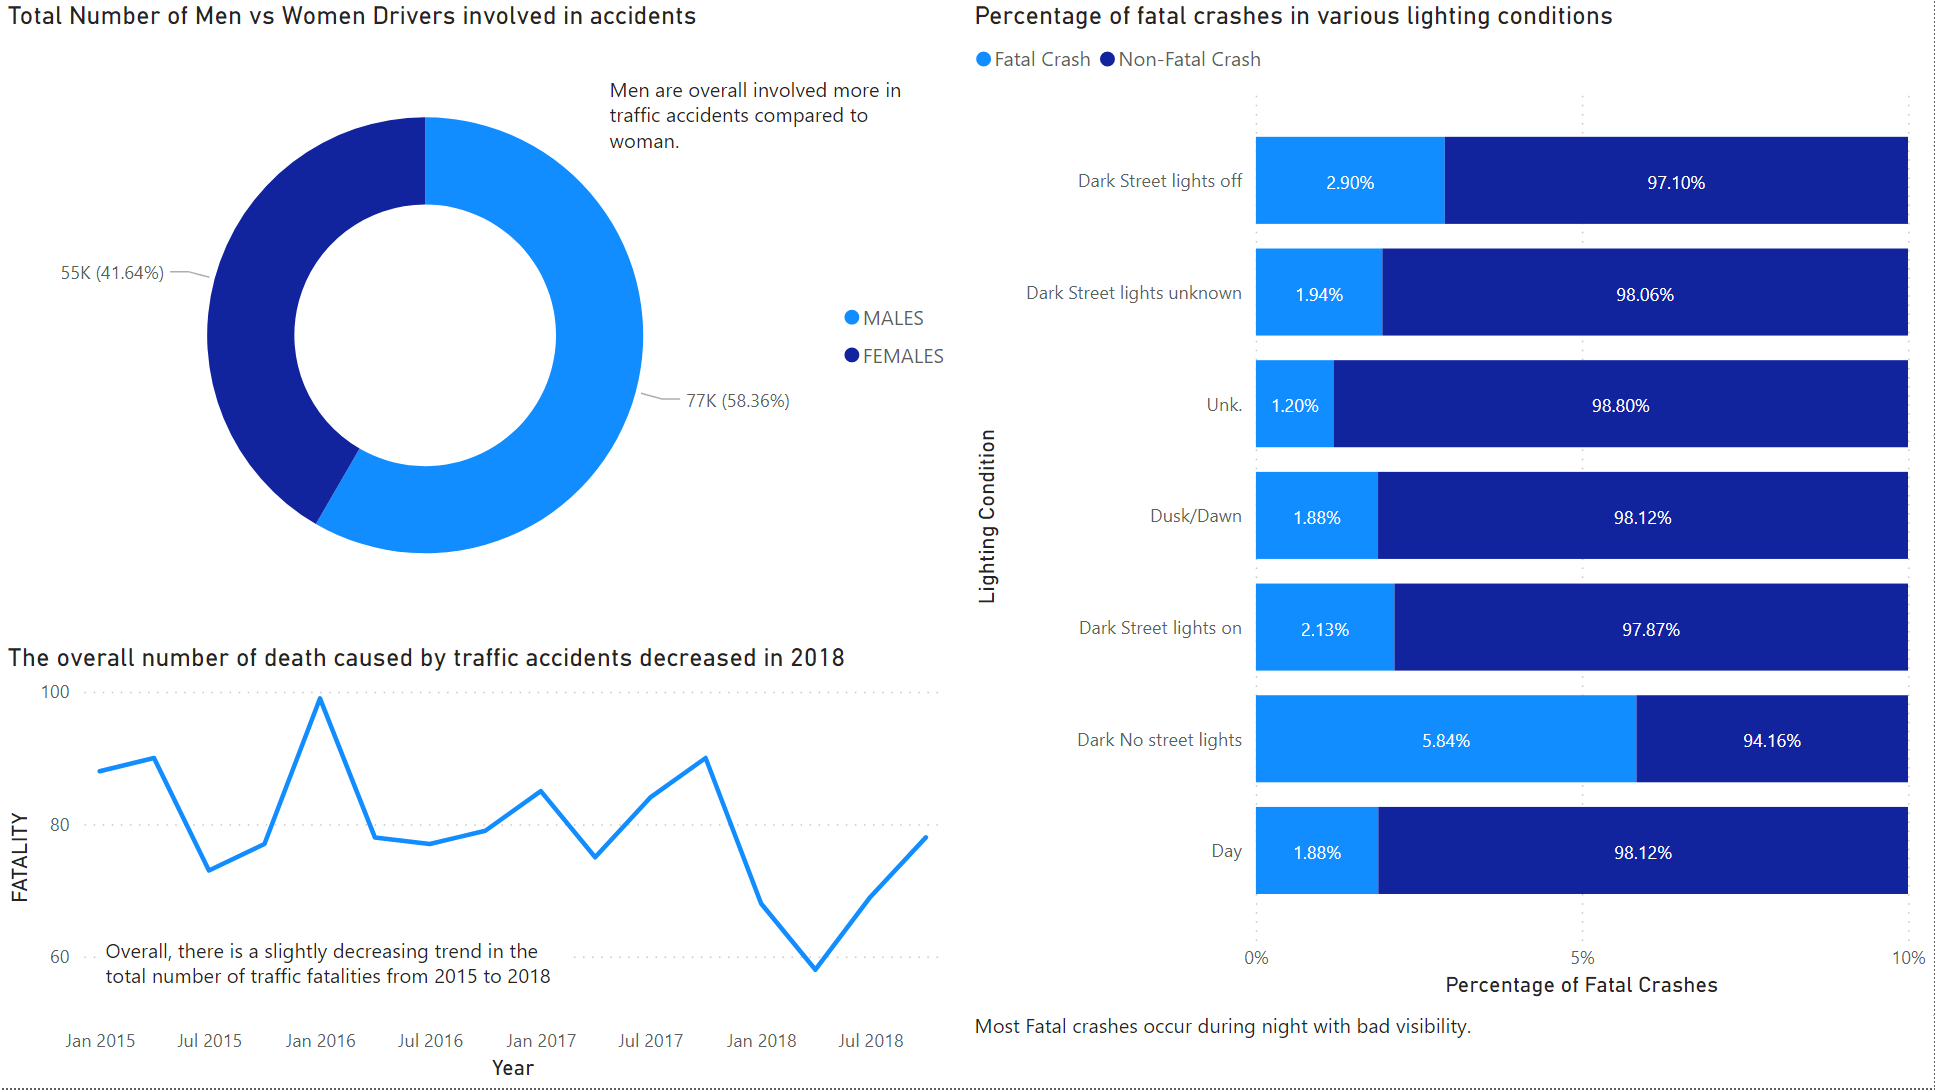 Total Number of Men vs Women Drivers involved in accidents
Men are overall involved more in
traffic accidents compared to
woman.
55K (41.64%)
77K (58.36%)
MALES
FEMALES
The overall number of death caused by traffic accidents decreased in 2018
FATALITY
100
80
60
Overall, there is a slightly decreasing trend in the
total number of traffic fatalities from 2015 to 2018
Jan 2015 Jul 2015 Jan 2016 Jul 2016 Jan 2017 Jul 2017 Jan 2018 Jul 2018
Year
Percentage of fatal crashes in various lighting conditions
Fatal Crash Non-Fatal Crash
Lighting Condition
Dark Street lights off 2.90% 97.10%
Dark Street lights unknown 1.94% 98.06%
Unk. 1.20% 98.80%
Dusk/Dawn 1.88% 98.12%
Dark Street lights on 2.13% 97.87%
Dark No street lights 5.84% 94.16%
Day 1.88% 98.12%
0% 5% 10%
Percentage of Fatal Crashes
Most Fatal crashes occur during night with bad visibility.